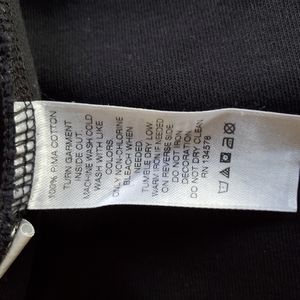 100% PIMA COTTON
TURN GARMENT
INSIDE OUT.
MACHINE WASH COLD
WASH WITH LIKE
COLORS
ONLY NON-CHLORINE
BLEACH WHEN
NEEDED
TUMBLE DRY LOW
WARM IRON IF NEEDED
ON REVERSE SIDE.
DO NOT IRON
DECORATION
DO NOT DRY CLEAN
RN 134578